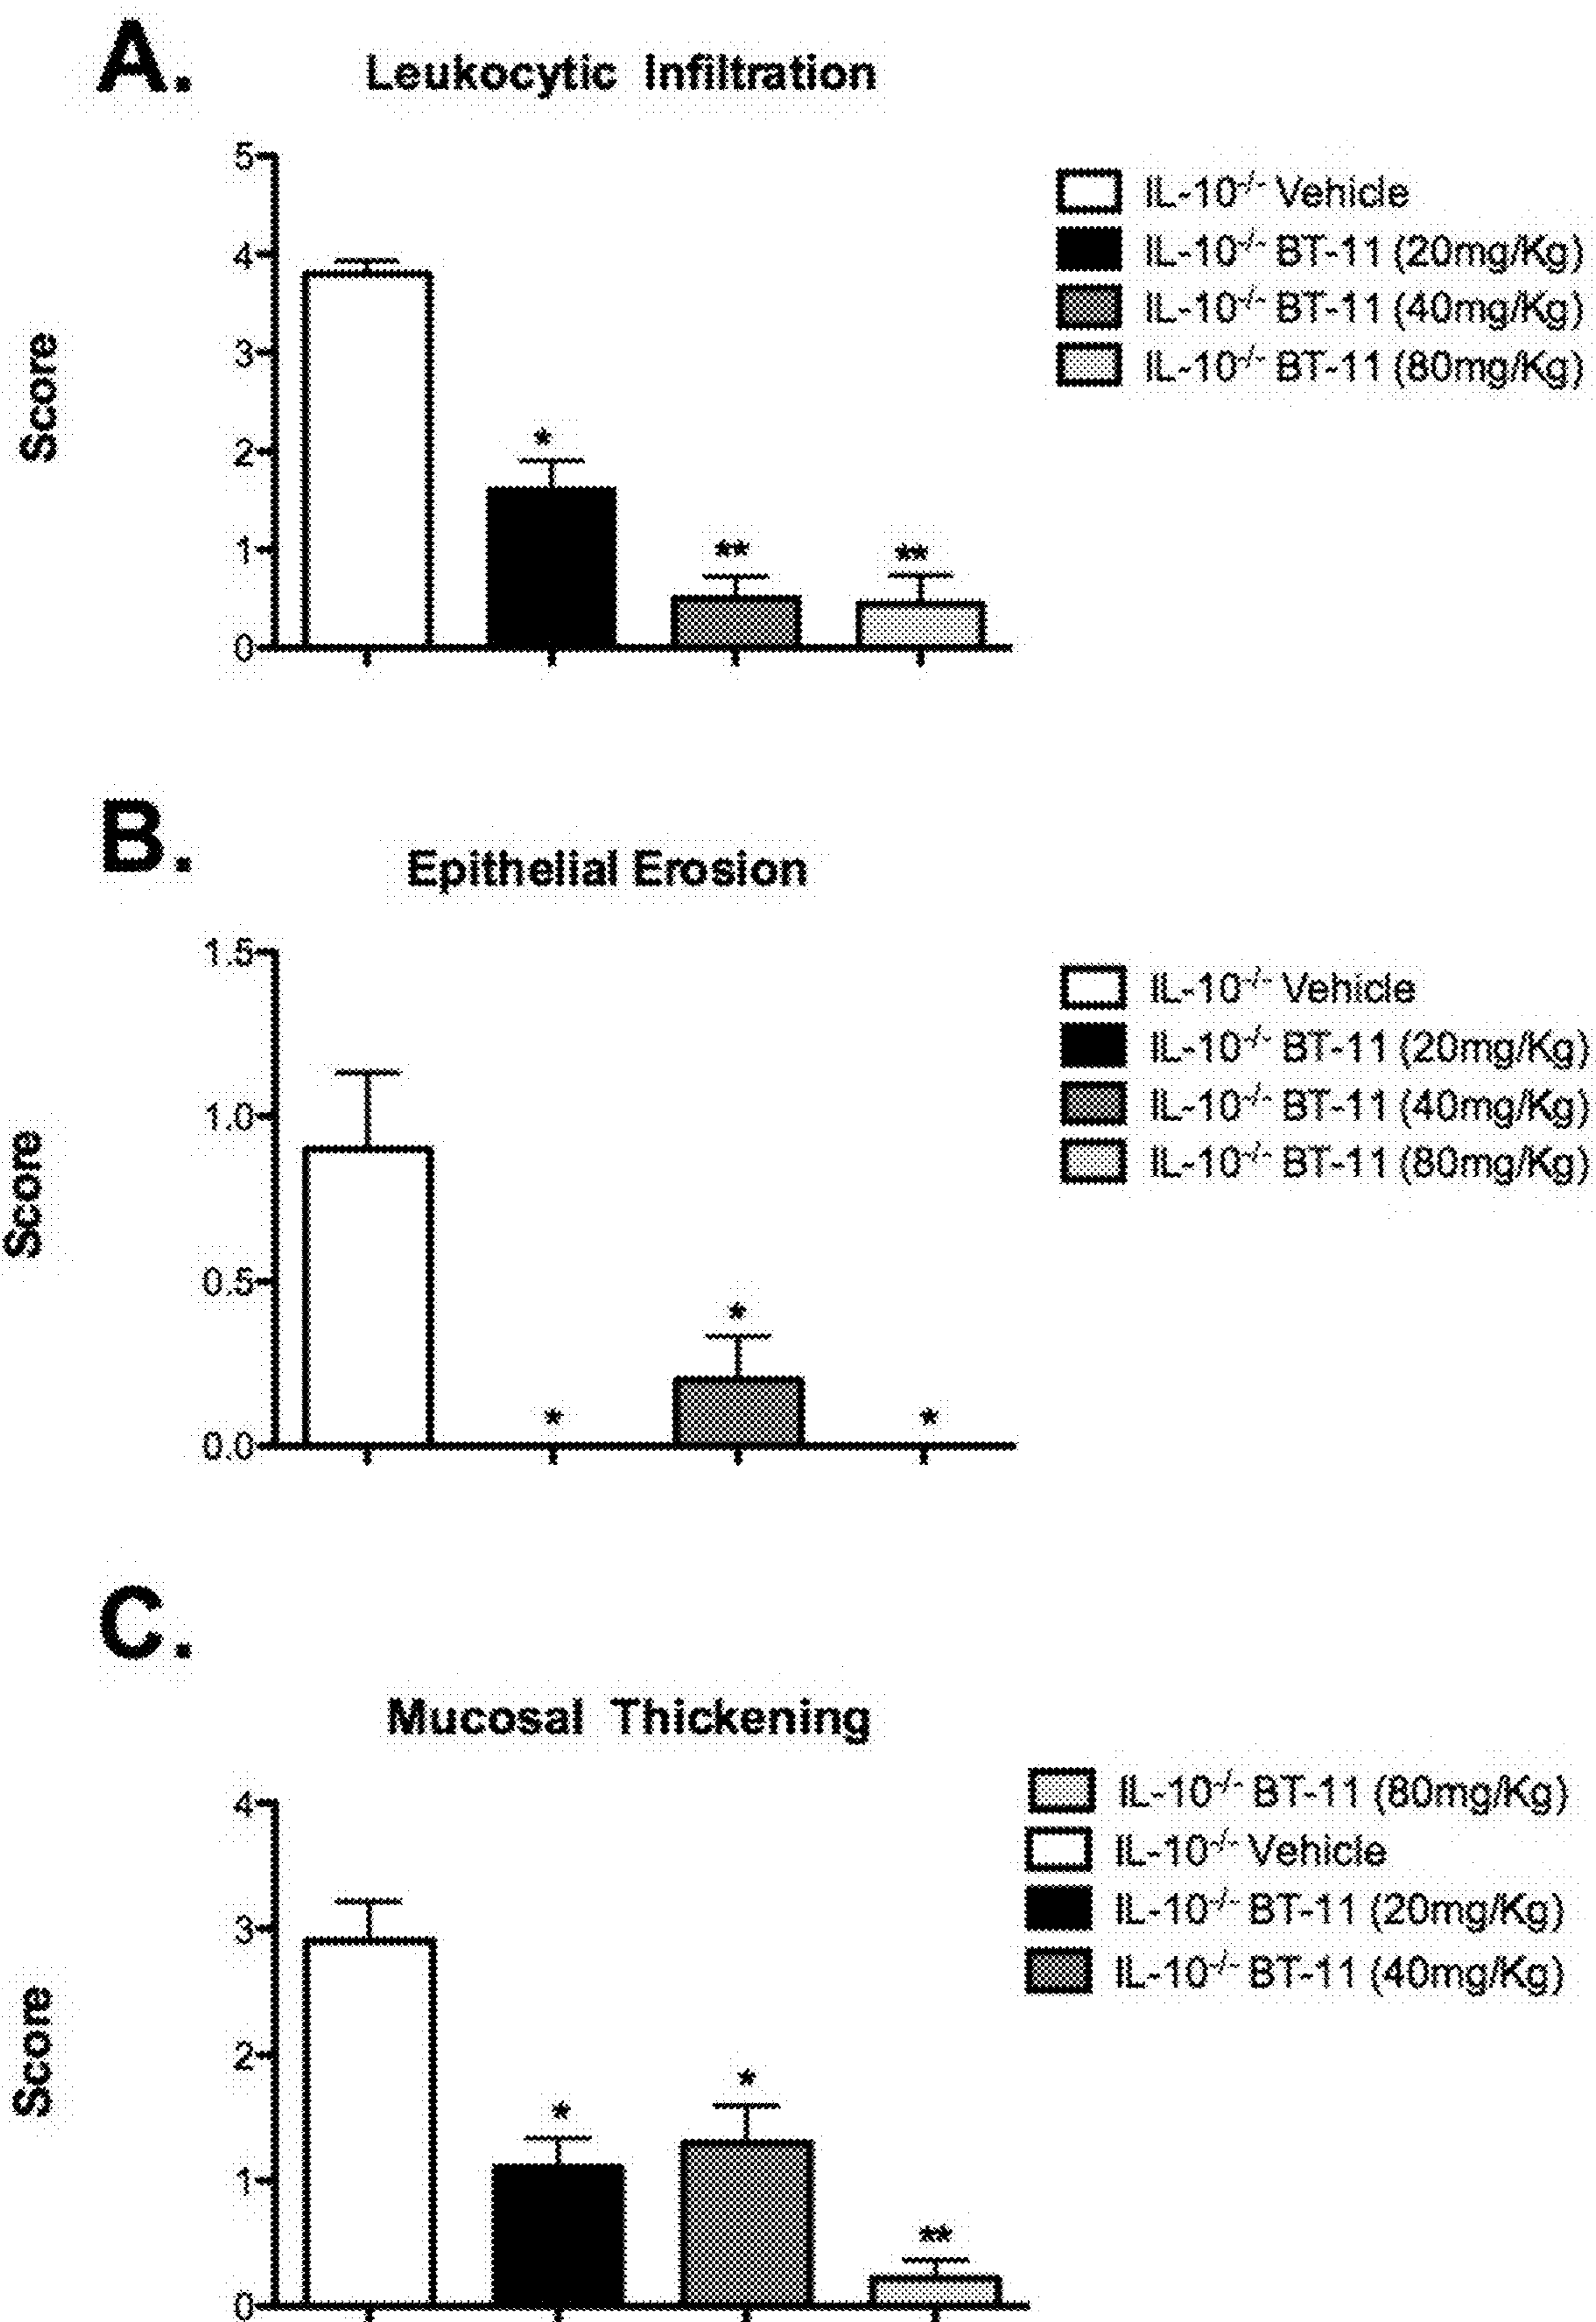 A.
Leukocytic Infiltration
Score
5
4
3
2
1
0
*
**
**
IL-10-/- Vehicle
IL-10-/- BT-11 (20mg/Kg)
IL-10-/- BT-11 (40mg/Kg)
IL-10-/- BT-11 (80mg/Kg)
B.
Epithelial Erosion
Score
1.5
1.0
0.5
0.0
*
*
*
IL-10-/- Vehicle
IL-10-/- BT-11 (20mg/Kg)
IL-10-/- BT-11 (40mg/Kg)
IL-10-/- BT-11 (80mg/Kg)
C.
Mucosal Thickening
Score
4
3
2
1
0
*
*
**
IL-10-/- BT-11 (80mg/Kg)
IL-10-/- Vehicle
IL-10-/- BT-11 (20mg/Kg)
IL-10-/- BT-11 (40mg/Kg)